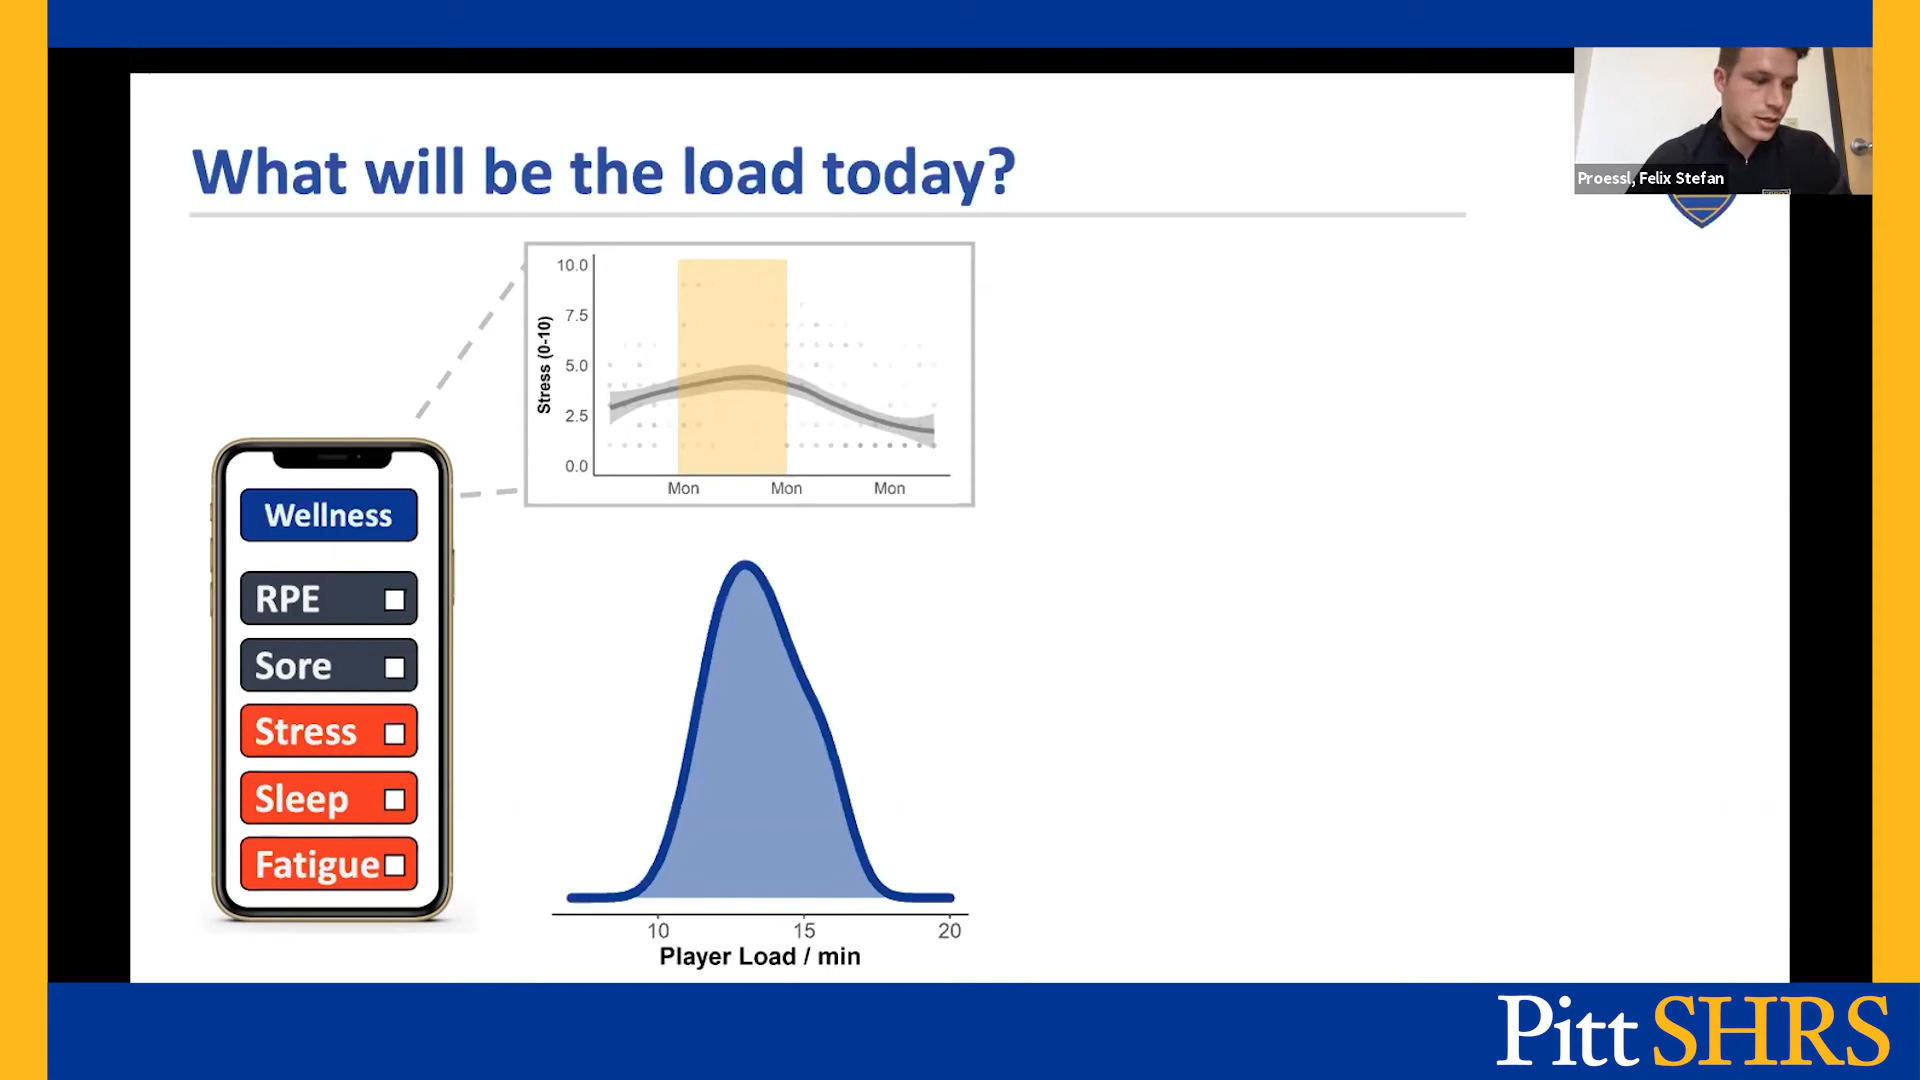 What will be the load today?
Proessl, Felix Stefan
10.0
7.5
5.0
2.5
0.0
Stress (0-10)
Mon Mon Mon
Wellness
RPE
Sore
Stress
Sleep
Fatigue
10 15 20
Player Load / min
Pitt SHRS